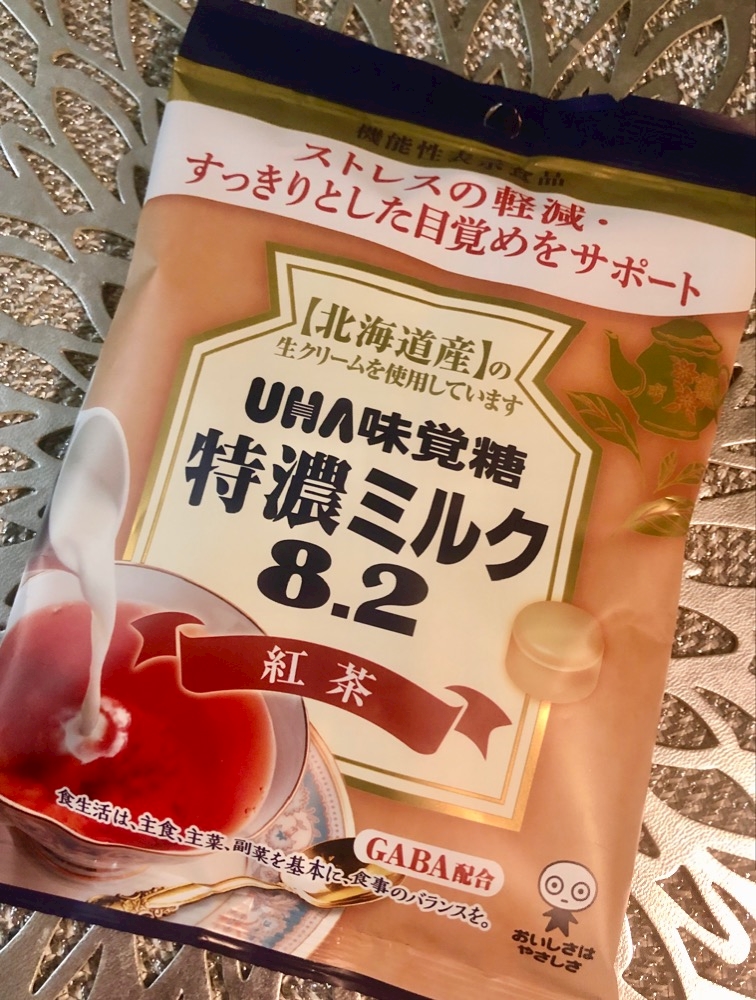 機能性表示食品
ストレスの軽減・
すっきりとした目覚めをサポート
【北海道産】の
生クリームを使用しています
UHA味覚糖
特濃ミルク
8.2
紅茶
食生活は、主食、主菜、副菜を基本に、食事のバランスを。
GABA配合
おいしさは
やさしさ